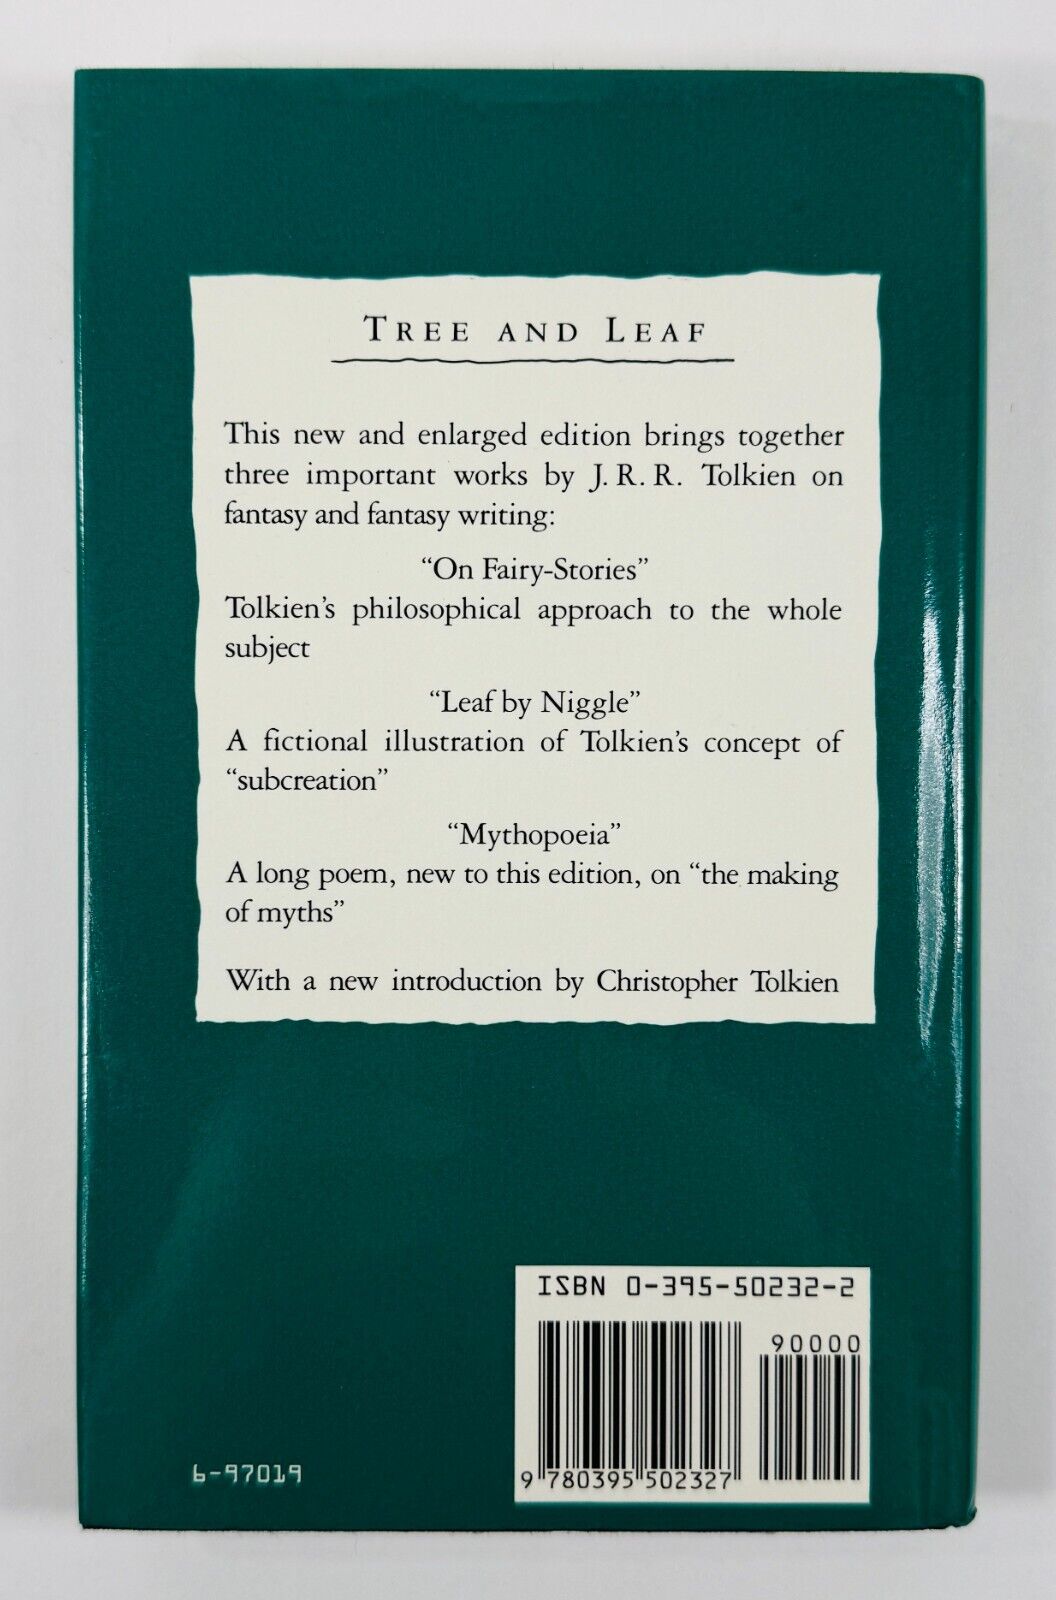 TREE AND LEAF
This new and enlarged edition brings together
three important works by J. R. R. Tolkien on
fantasy and fantasy writing:
“On Fairy-Stories”
Tolkien’s philosophical approach to the whole
subject
“Leaf by Niggle”
A fictional illustration of Tolkien’s concept of
“subcreation”
“Mythopoeia”
A long poem, new to this edition, on “the making
of myths”
With a new introduction by Christopher Tolkien
ISBN 0-395-50232-2
90000
9 780395 502327
6-97019